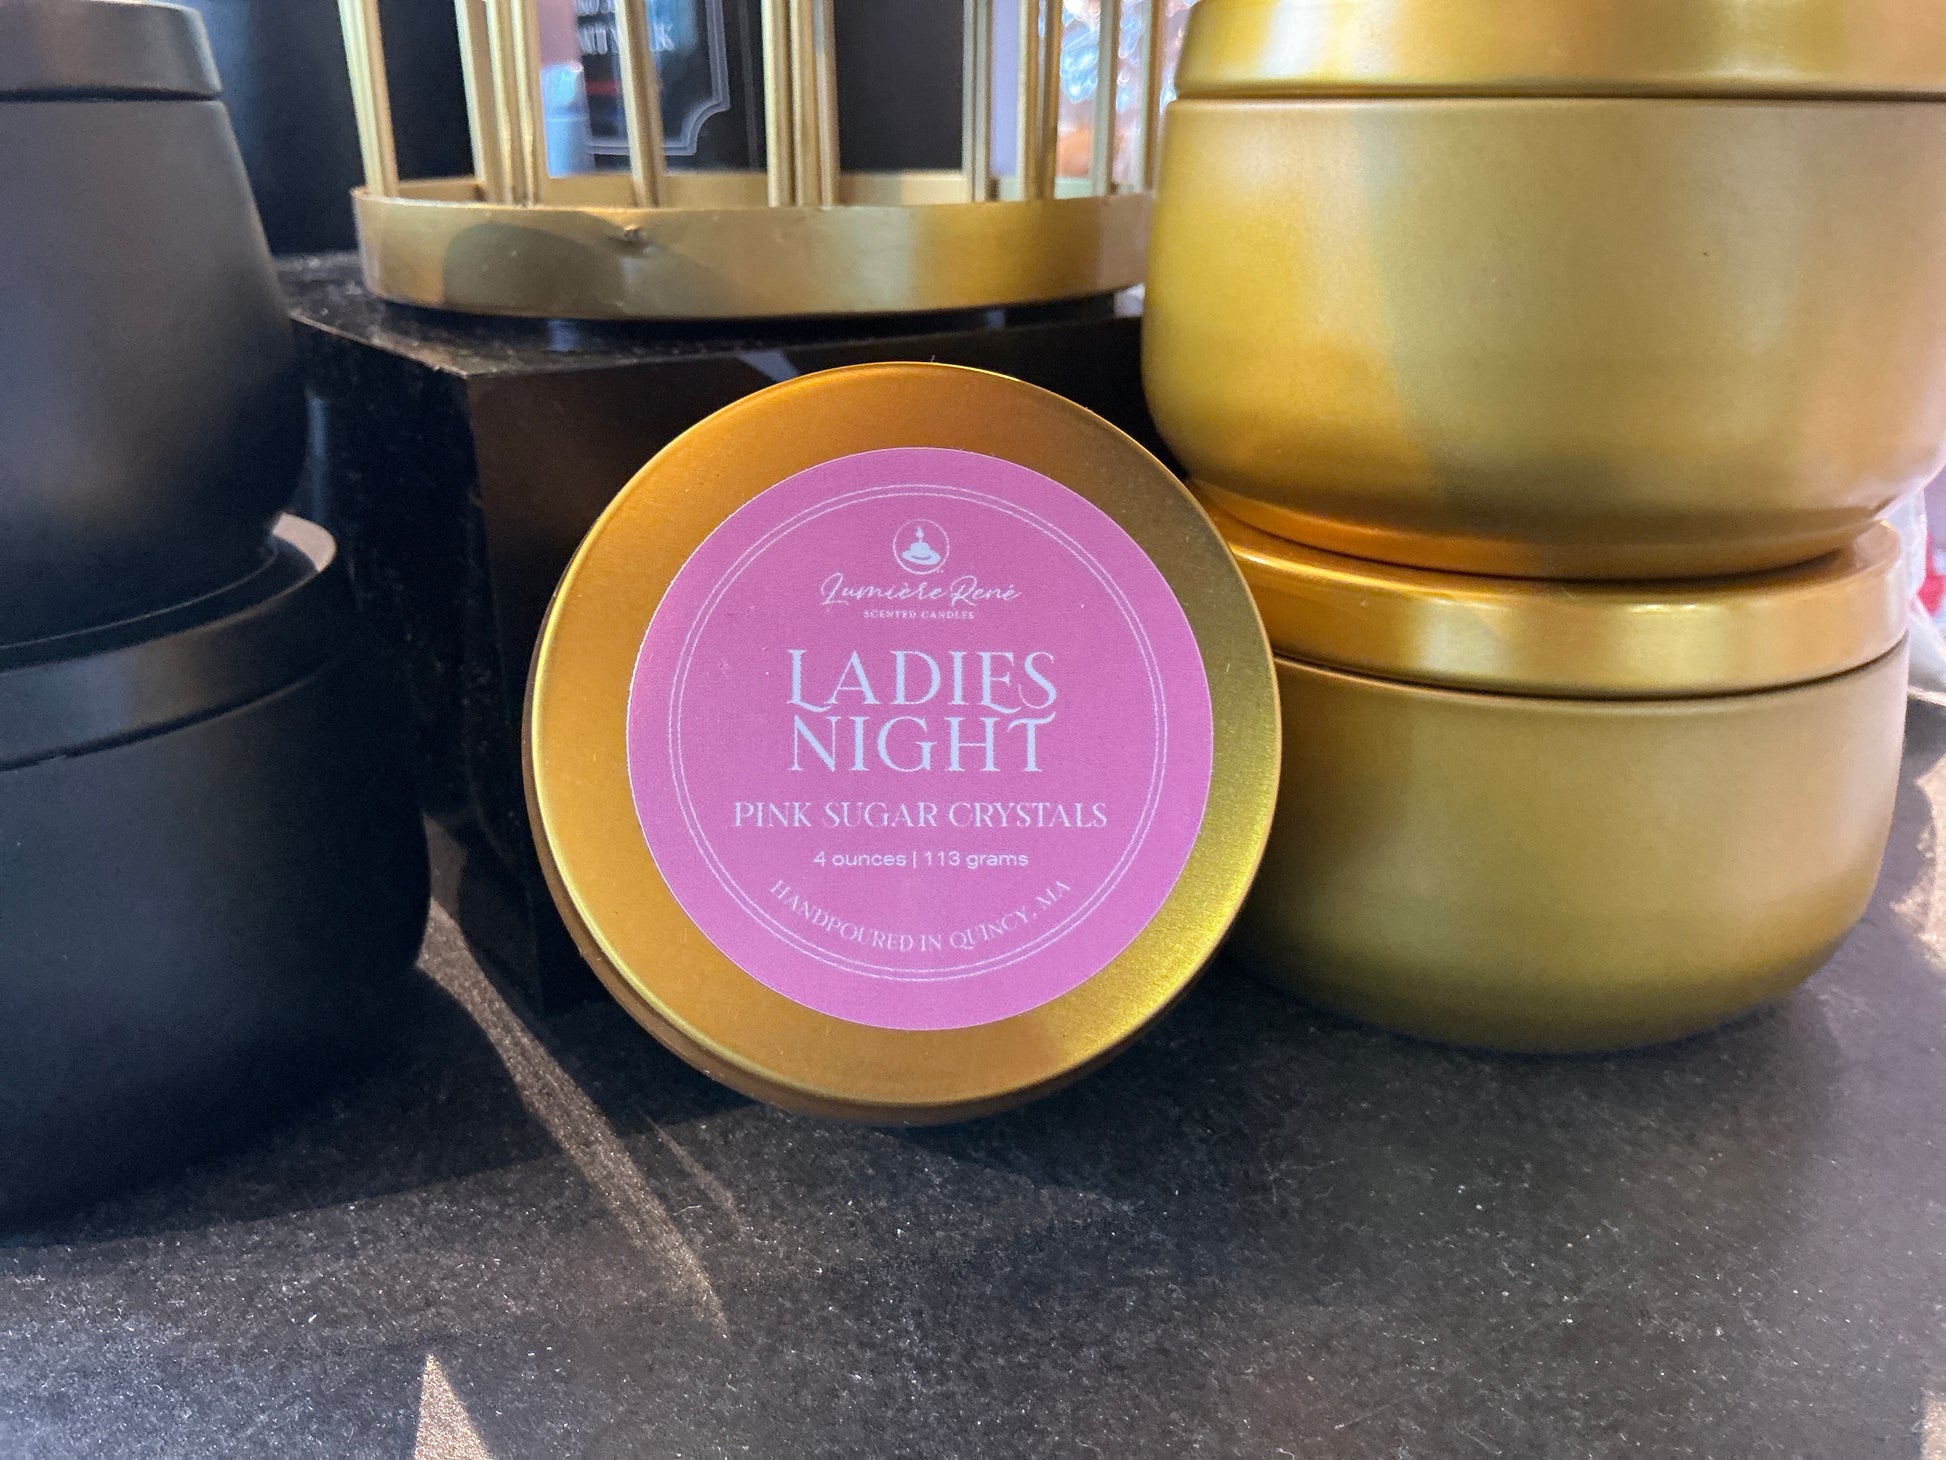 Lumière René
SCENTED CANDLES
LADIES
NIGHT
PINK SUGAR CRYSTALS
4 ounces | 113 grams
HANDPOURED IN QUINCY, MA